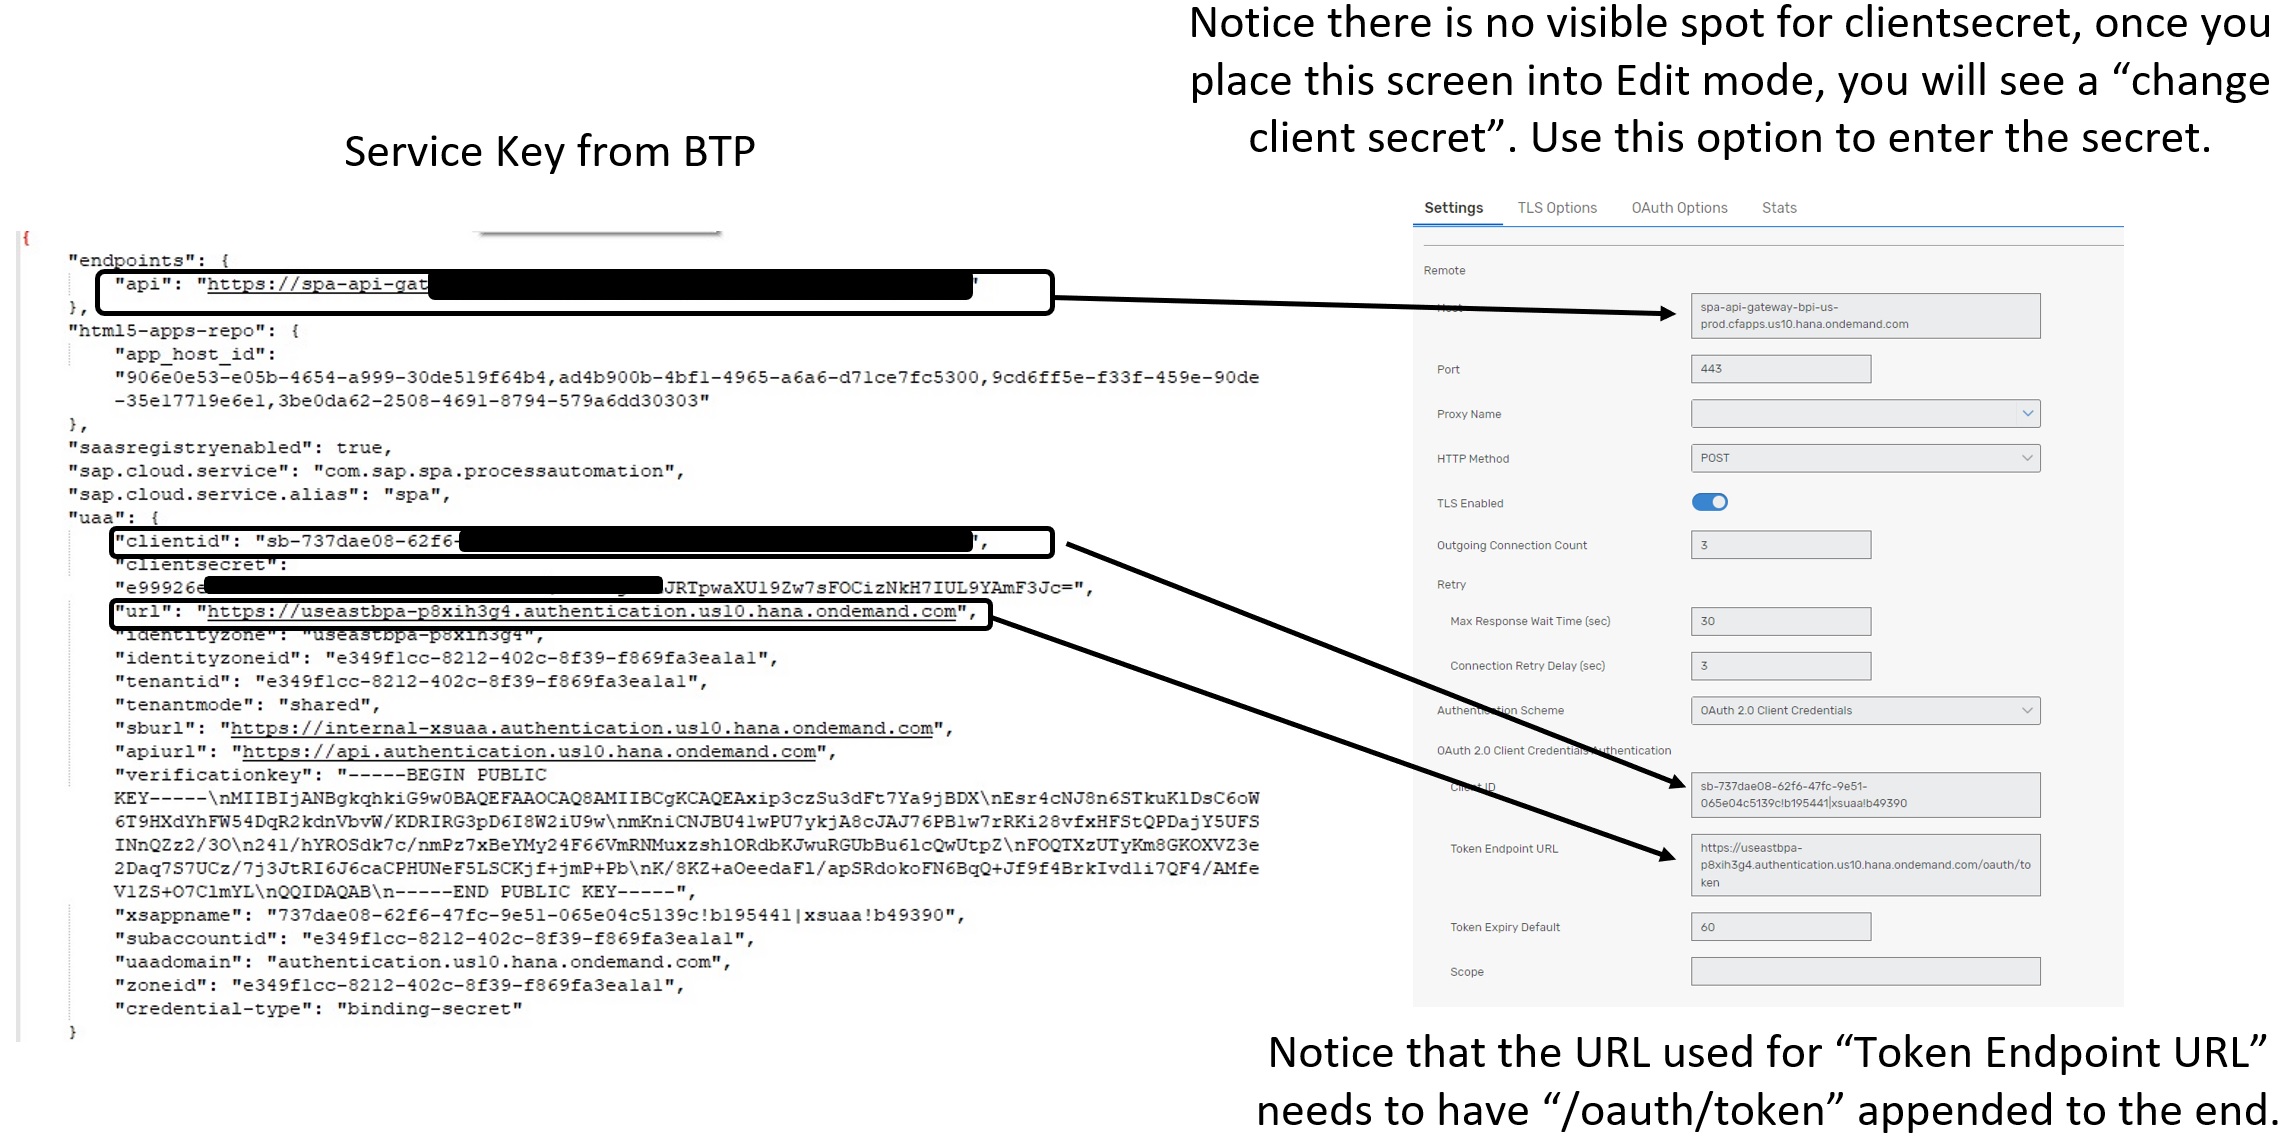 Notice there is no visible spot for clientsecret, once you
place this screen into Edit mode, you will see a “change
client secret”. Use this option to enter the secret.
Service Key from BTP
{
"endpoints": {
"api": "https://spa-api-gat
},
"html5-apps-repo": {
"app_host_id":
"906e0e53-e05b-4654-a999-30de519f64b4,ad4b900b-4bf1-4965-a6a6-d71ce7fc5300,9cd6ff5e-f33f-459e-90de
-35e17719e6e1,3be0da62-2508-4691-8794-579a6dd30303"
},
"saasregistryenabled": true,
"sap.cloud.service": "com.sap.spa.processautomation",
"sap.cloud.service.alias": "spa",
"uaa": {
"clientid": "sb-737dae08-62f6-
"clientsecret":
"e99926e JRTpwaXU19Zw7sFOCizNkH7IUL9YAmF3Jc=",
"url": "https://useastbpa-p8xih3g4.authentication.us10.hana.ondemand.com",
"identityzone": "useastbpa-p8xih3g4",
"identityzoneid": "e349f1cc-8212-402c-8f39-f869fa3ea1a1",
"tenantid": "e349f1cc-8212-402c-8f39-f869fa3ea1a1",
"tenantmode": "shared",
"sburl": "https://internal-xsuaa.authentication.us10.hana.ondemand.com",
"apiurl": "https://api.authentication.us10.hana.ondemand.com",
"verificationkey": "-----BEGIN PUBLIC
KEY-----\nMIIBIjANBgkqhkiG9w0BAQEFAAOCAQ8AMIIBCgKCAQEAxip3czSu3dFt7Ya9jBDX\nEsr4cNJ8n6STkuKlDsC6oW
6T9HXdYhFW54DqR2kdnVbvW/KDRIRG3pD6I8W2iU9w\nmKniCNJBU41wPU7ykjA8cJAJ76PB1w7rRKi28vfxHFStQPDajY5UFS
INnQZz2/3O\n24l/hYROSdk7c/nmPz7xBeYMy24F66VmRNMuxzshlORdbKJwuRGUbBu6lcQwUtpZ\nFOQTXzUTyKm8GKOXVZ3e
2Daq7S7UCz/7j3JtRI6J6caCPHUNeF5LSCKjf+jmP+Pb\nK/8KZ+aOeedaFl/apSRdokoFN6BqQ+Jf9f4BrkIvdli7QF4/AMfe
V1ZS+O7ClmYL\nQQIDAQAB\n-----END PUBLIC KEY-----",
"xsappname": "737dae08-62f6-47fc-9e51-065e04c5139c!b195441|xsuaa!b49390",
"subaccountid": "e349f1cc-8212-402c-8f39-f869fa3ea1a1",
"uaadomain": "authentication.us10.hana.ondemand.com",
"zoneid": "e349f1cc-8212-402c-8f39-f869fa3ea1a1",
"credential-type": "binding-secret"
}
Settings TLS Options OAuth Options Stats
Remote
Host
spa-api-gateway-bpi-us-
prod.cfapps.us10.hana.ondemand.com
Port 443
Proxy Name
HTTP Method POST
TLS Enabled
Outgoing Connection Count 3
Retry
Max Response Wait Time (sec) 30
Connection Retry Delay (sec) 3
Authentication Scheme OAuth 2.0 Client Credentials
OAuth 2.0 Client Credentials Authentication
Client ID
sb-737dae08-62f6-47fc-9e51-
065e04c5139c!b195441|xsuaa!b49390
Token Endpoint URL
https://useastbpa-
p8xih3g4.authentication.us10.hana.ondemand.com/oauth/to
ken
Token Expiry Default 60
Scope
Notice that the URL used for “Token Endpoint URL”
needs to have “/oauth/token” appended to the end.